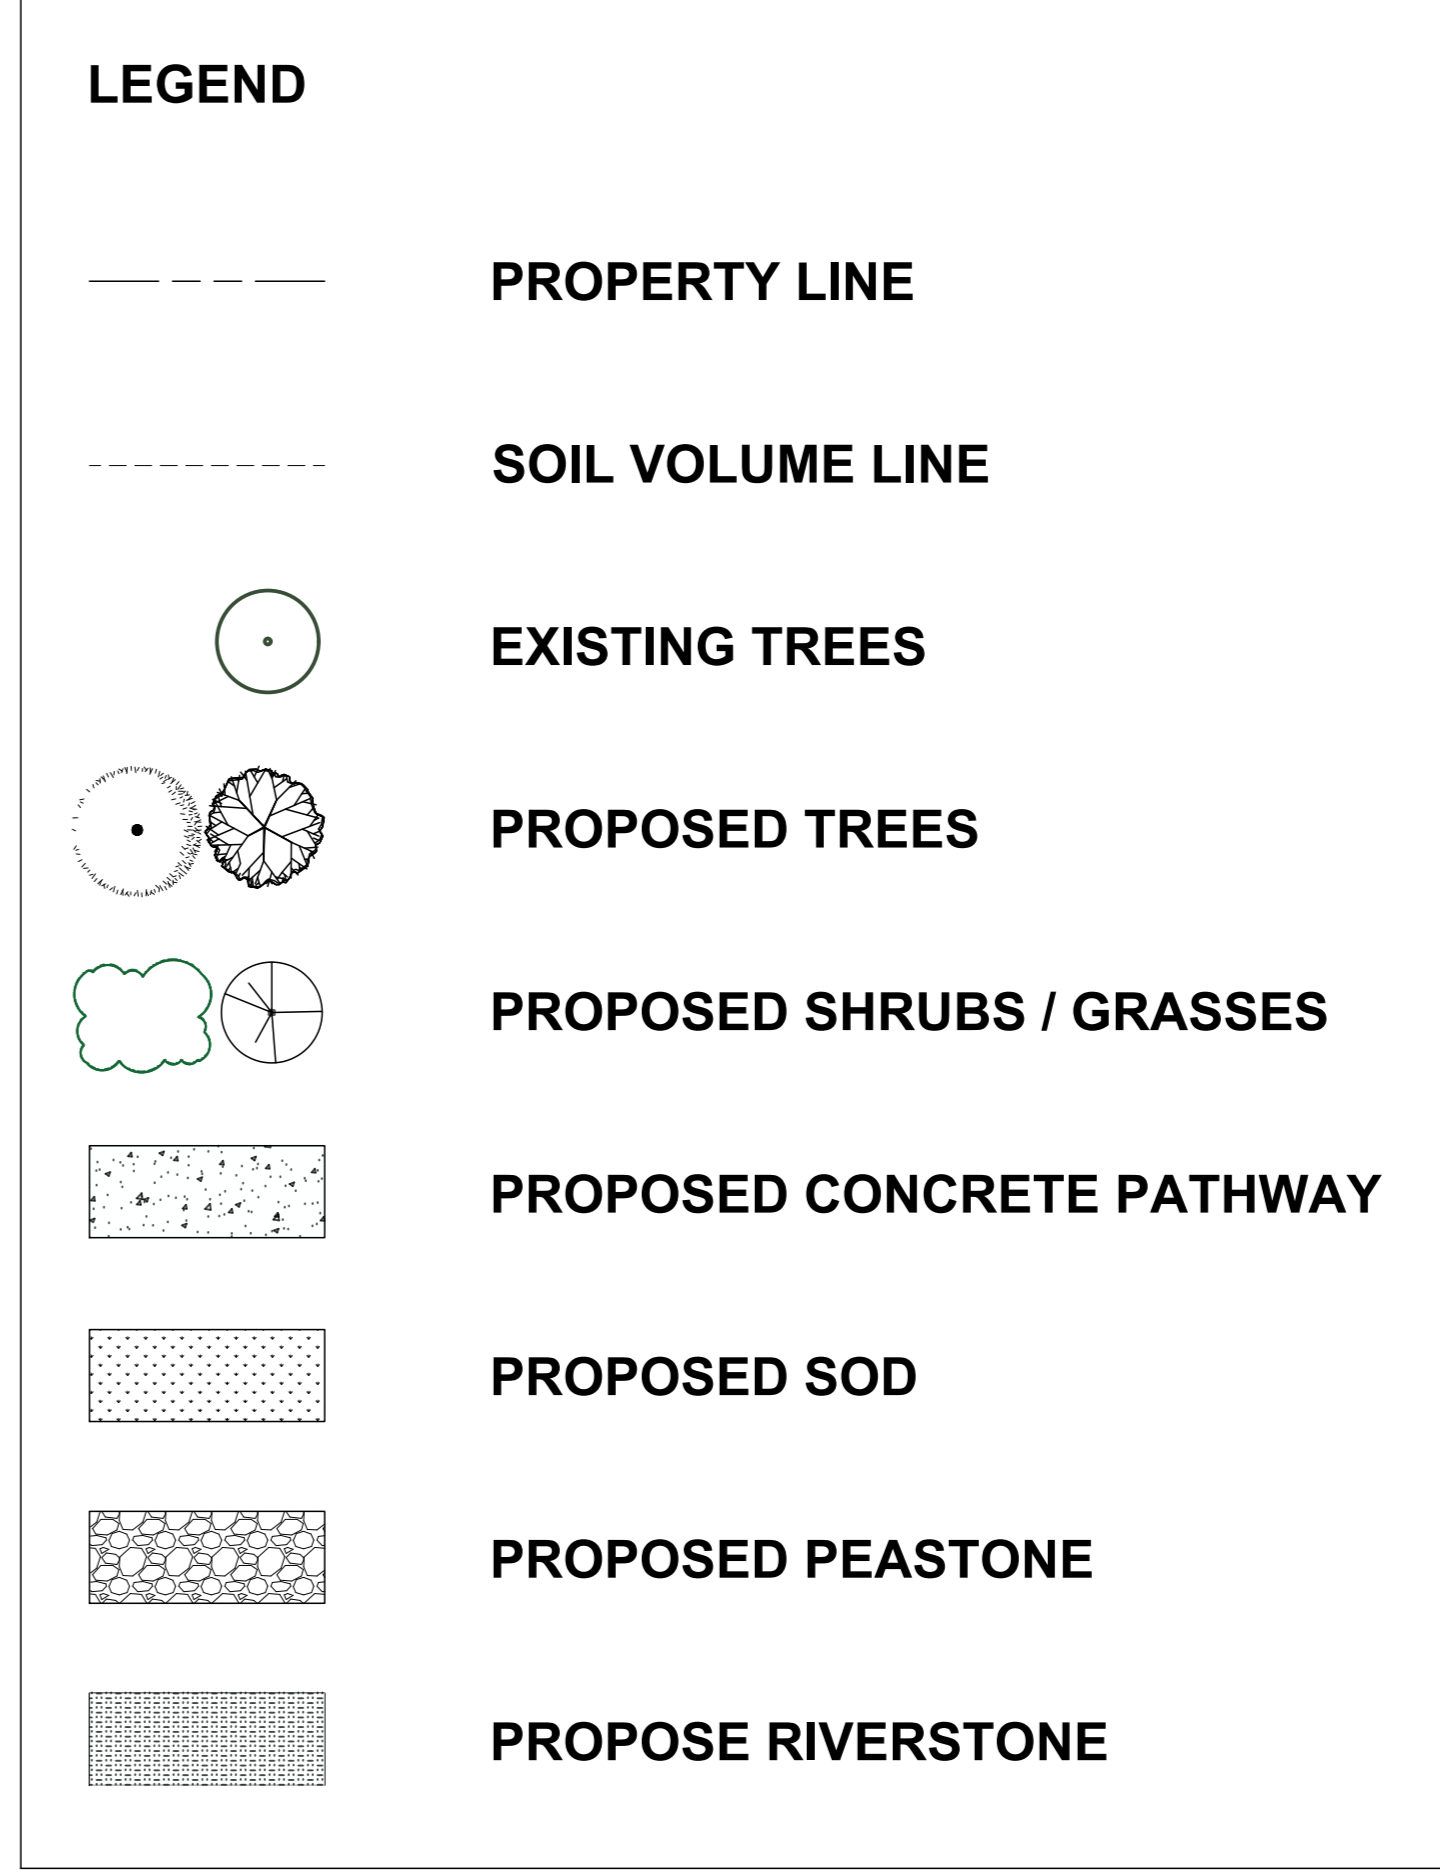 LEGEND
PROPERTY LINE
SOIL VOLUME LINE
EXISTING TREES
PROPOSED TREES
PROPOSED SHRUBS / GRASSES
PROPOSED CONCRETE PATHWAY
PROPOSED SOD
PROPOSED PEASTONE
PROPOSE RIVERSTONE